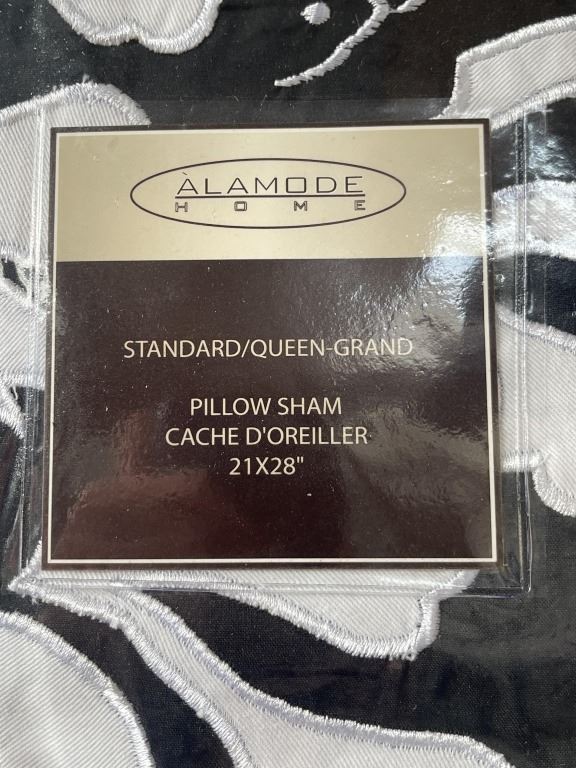 ÀLAMODE
HOME
STANDARD/QUEEN-GRAND
PILLOW SHAM
CACHE D'OREILLER
21X28"